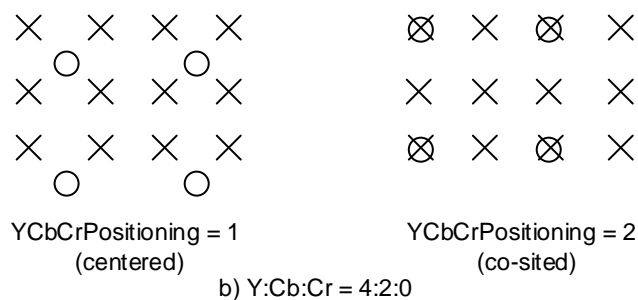 YCbCrPositioning = 1
(centered)
YCbCrPositioning = 2
(co-sited)
b) Y:Cb:Cr = 4:2:0